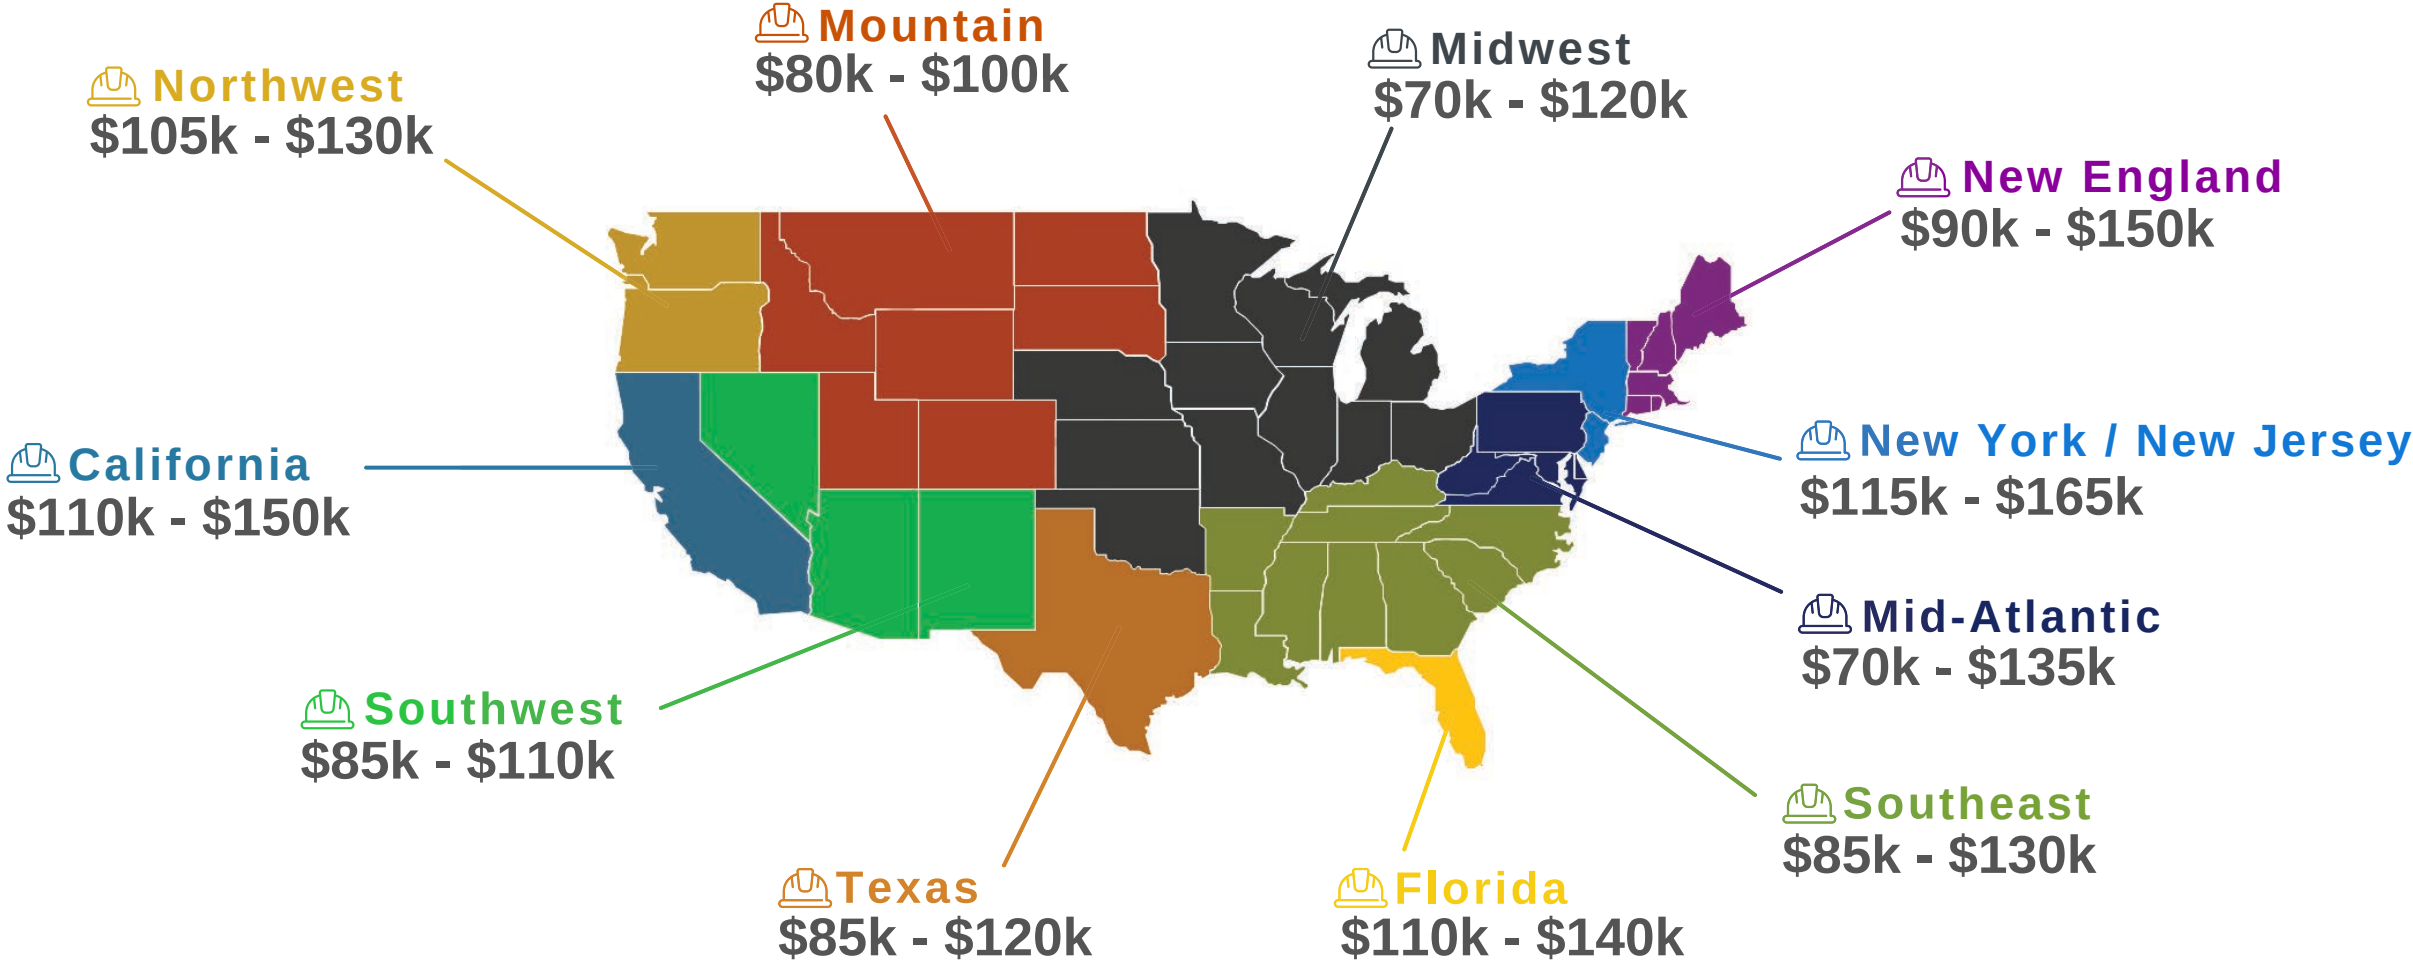 Mountain
$80k - $100k
Midwest
$70k - $120k
Northwest
$105k - $130k
New England
$90k - $150k
California
$110k - $150k
New York / New Jersey
$115k - $165k
Mid-Atlantic
$70k - $135k
Southwest
$85k - $110k
Southeast
$85k - $130k
Texas
$85k - $120k
Florida
$110k - $140k